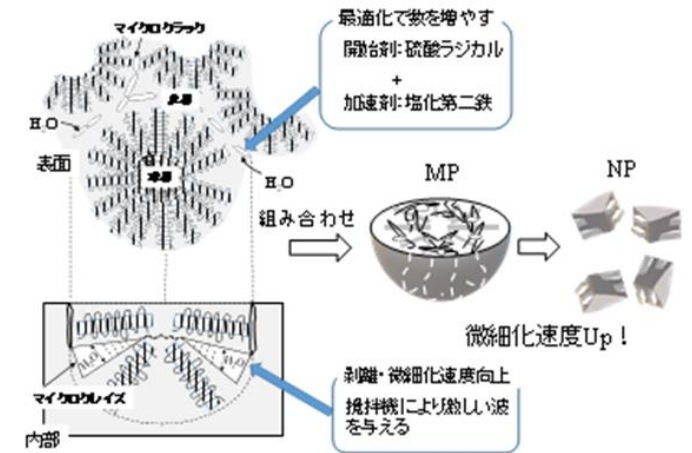 マイクロクラック
H₂O
表面
球晶
H₂O
最適化で数を増やす
開始剤：硫酸ラジカル
+
加速剤：塩化第二鉄
組み合わせ
MP
NP
微細化速度Up！
H₂O
H₂O
マイクロクレイズ
内部
剥離・微細化速度向上
撹拌機により激しい波
を与える